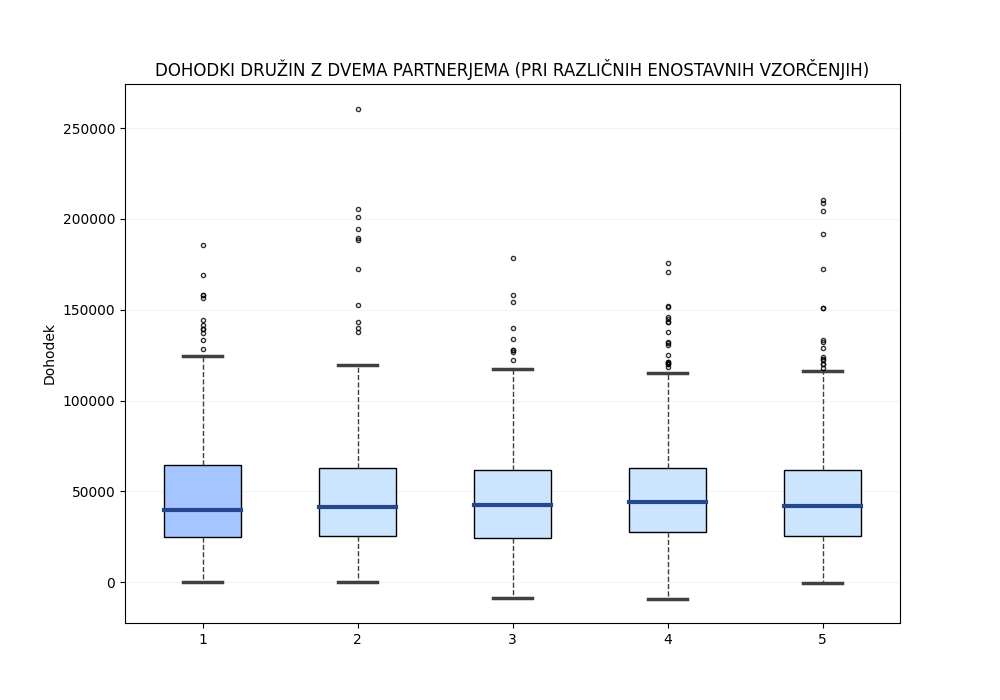 DOHODKI DRUŽIN Z DVEMA PARTNERJEMA (PRI RAZLIČNIH ENOSTAVNIH VZORČENJIH)
Dohodek
250000
200000
150000
100000
50000
0
1 2 3 4 5